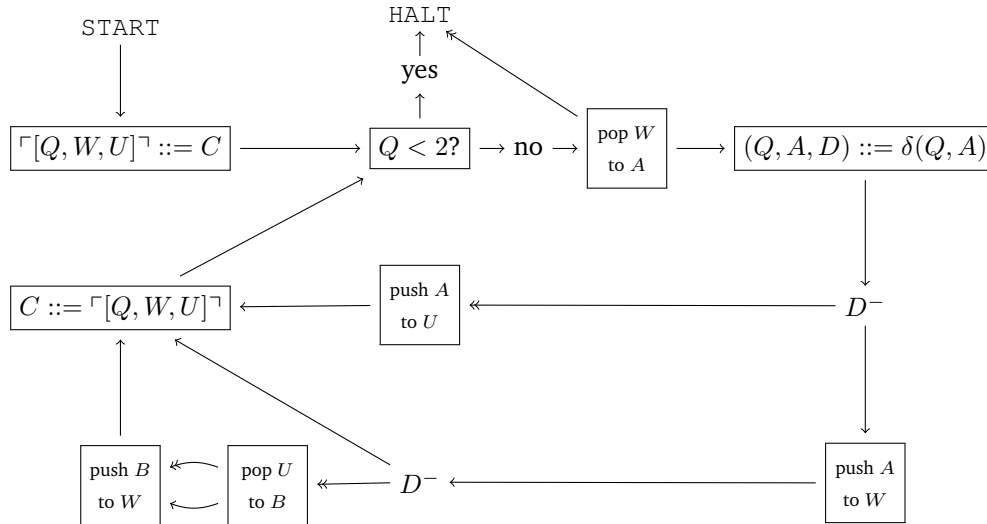 HALT
START
yes
⌜[Q, W, U]⌝ ::= C
Q < 2?
no
pop W
to A
(Q, A, D) ::= δ(Q, A)
C ::= ⌜[Q, W, U]⌝
push A
to U
D⁻
push B
to W
pop U
to B
D⁻
push A
to W